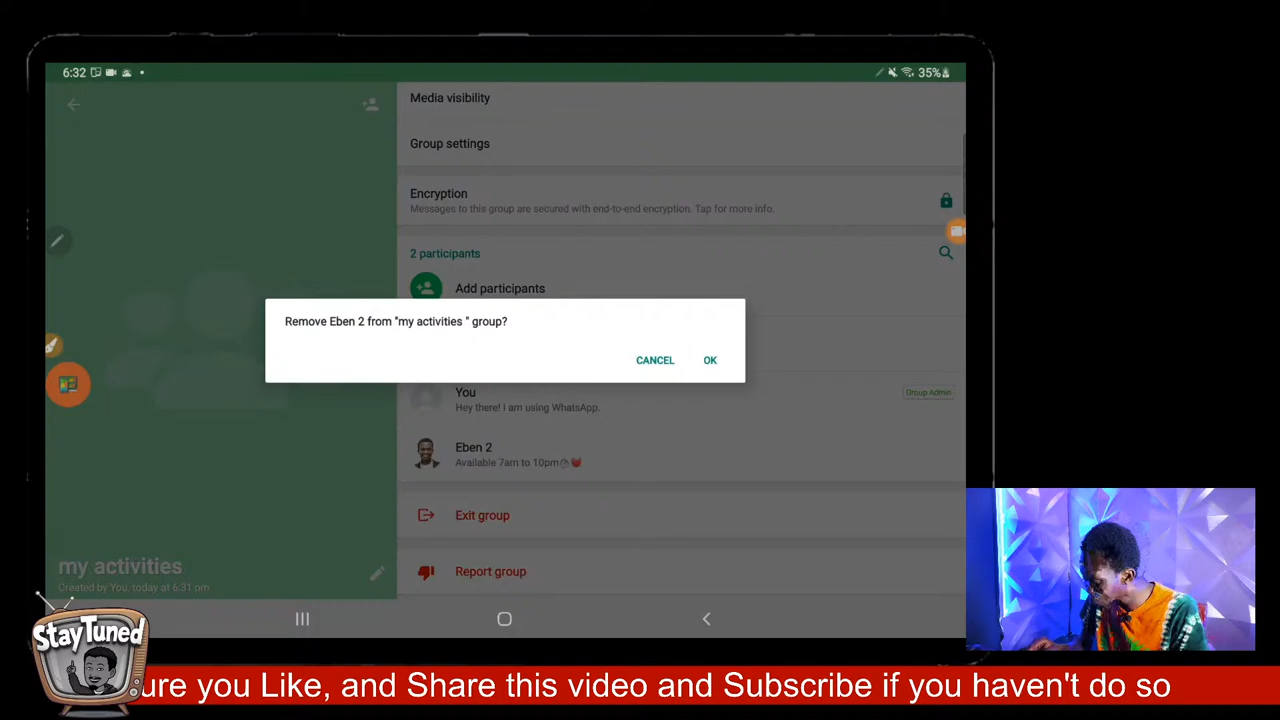 6:32
35%
Media visibility
Group settings
Encryption
Messages to this group are secured with end-to-end encryption. Tap for more info.
2 participants
Add participants
Remove Eben 2 from "my activities " group?
CANCEL
OK
You
Group Admin
Hey there! I am using WhatsApp.
Eben 2
Available 7am to 10pm
Exit group
my activities
Report group
Created by You, today at 6:31 pm
StayTuned
ure you Like, and Share this video and Subscribe if you haven't do so